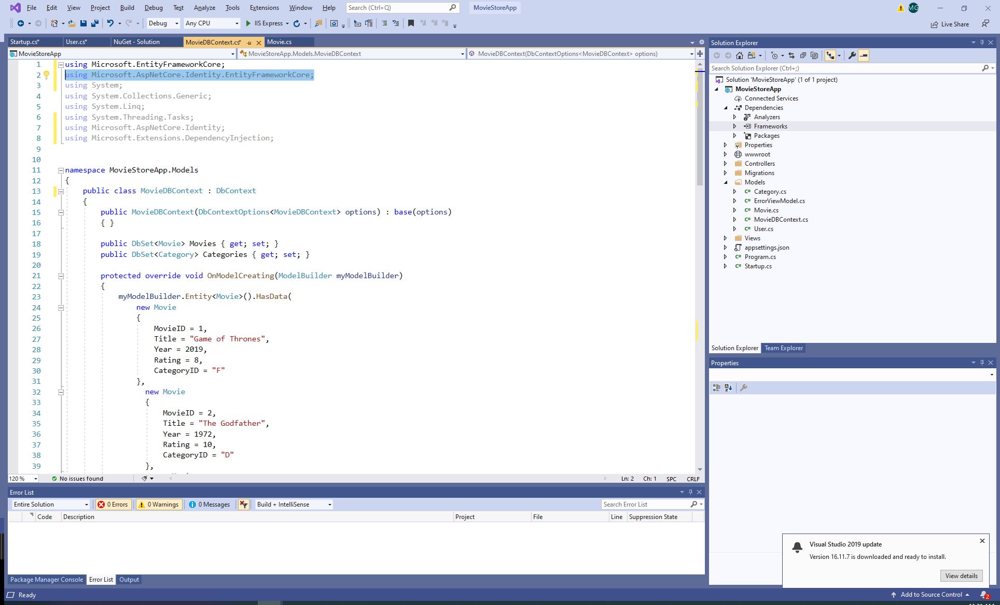 File Edit View Project Build Debug Test Analyze Tools Extensions Window Help Search (Ctrl+Q) MovieStoreApp MG
Debug Any CPU IIS Express Live Share
Startup.cs* User.cs* NuGet - Solution MovieDBContext.cs* Movie.cs
MovieStoreApp MovieStoreApp.Models.MovieDBContext MovieDBContext(DbContextOptions<MovieDBContext> options)
1 using Microsoft.EntityFrameworkCore;
2 using Microsoft.AspNetCore.Identity.EntityFrameworkCore;
3 using System;
4 using System.Collections.Generic;
5 using System.Linq;
6 using System.Threading.Tasks;
7 using Microsoft.AspNetCore.Identity;
8 using Microsoft.Extensions.DependencyInjection;
9
10
11 namespace MovieStoreApp.Models
12 {
13 public class MovieDBContext : DbContext
14 {
15 public MovieDBContext(DbContextOptions<MovieDBContext> options) : base(options)
16 { }
17
18 public DbSet<Movie> Movies { get; set; }
19 public DbSet<Category> Categories { get; set; }
20
21 protected override void OnModelCreating(ModelBuilder myModelBuilder)
22 {
23 myModelBuilder.Entity<Movie>().HasData(
24 new Movie
25 {
26 MovieID = 1,
27 Title = "Game of Thrones",
28 Year = 2019,
29 Rating = 8,
30 CategoryID = "F"
31 },
32 new Movie
33 {
34 MovieID = 2,
35 Title = "The Godfather",
36 Year = 1972,
37 Rating = 10,
38 CategoryID = "D"
39 },
120 % No issues found Ln: 2 Ch: 1 SPC CRLF
Error List
Entire Solution 0 Errors 0 Warnings 0 Messages Build + IntelliSense Search Error List
Code Description Project File Line Suppression State
Package Manager Console Error List Output
Ready
Solution Explorer
Search Solution Explorer (Ctrl+;)
Solution 'MovieStoreApp' (1 of 1 project)
MovieStoreApp
Connected Services
Dependencies
Analyzers
Frameworks
Packages
Properties
wwwroot
Controllers
Migrations
Models
C# Category.cs
C# ErrorViewModel.cs
C# Movie.cs
C# MovieDBContext.cs
C# User.cs
Views
appsettings.json
C# Program.cs
C# Startup.cs
Solution Explorer Team Explorer
Properties
Visual Studio 2019 update
Version 16.11.7 is downloaded and ready to install.
View details
Add to Source Control 2